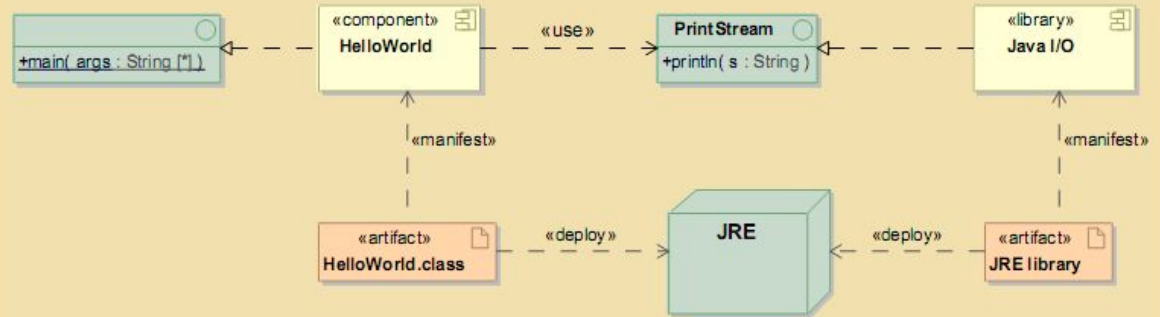 «component»
HelloWorld
+main( args : String [*] )
«use»
PrintStream
+println( s : String )
«library»
Java I/O
«manifest»
«manifest»
«artifact»
HelloWorld.class
«deploy»
JRE
«deploy»
«artifact»
JRE library